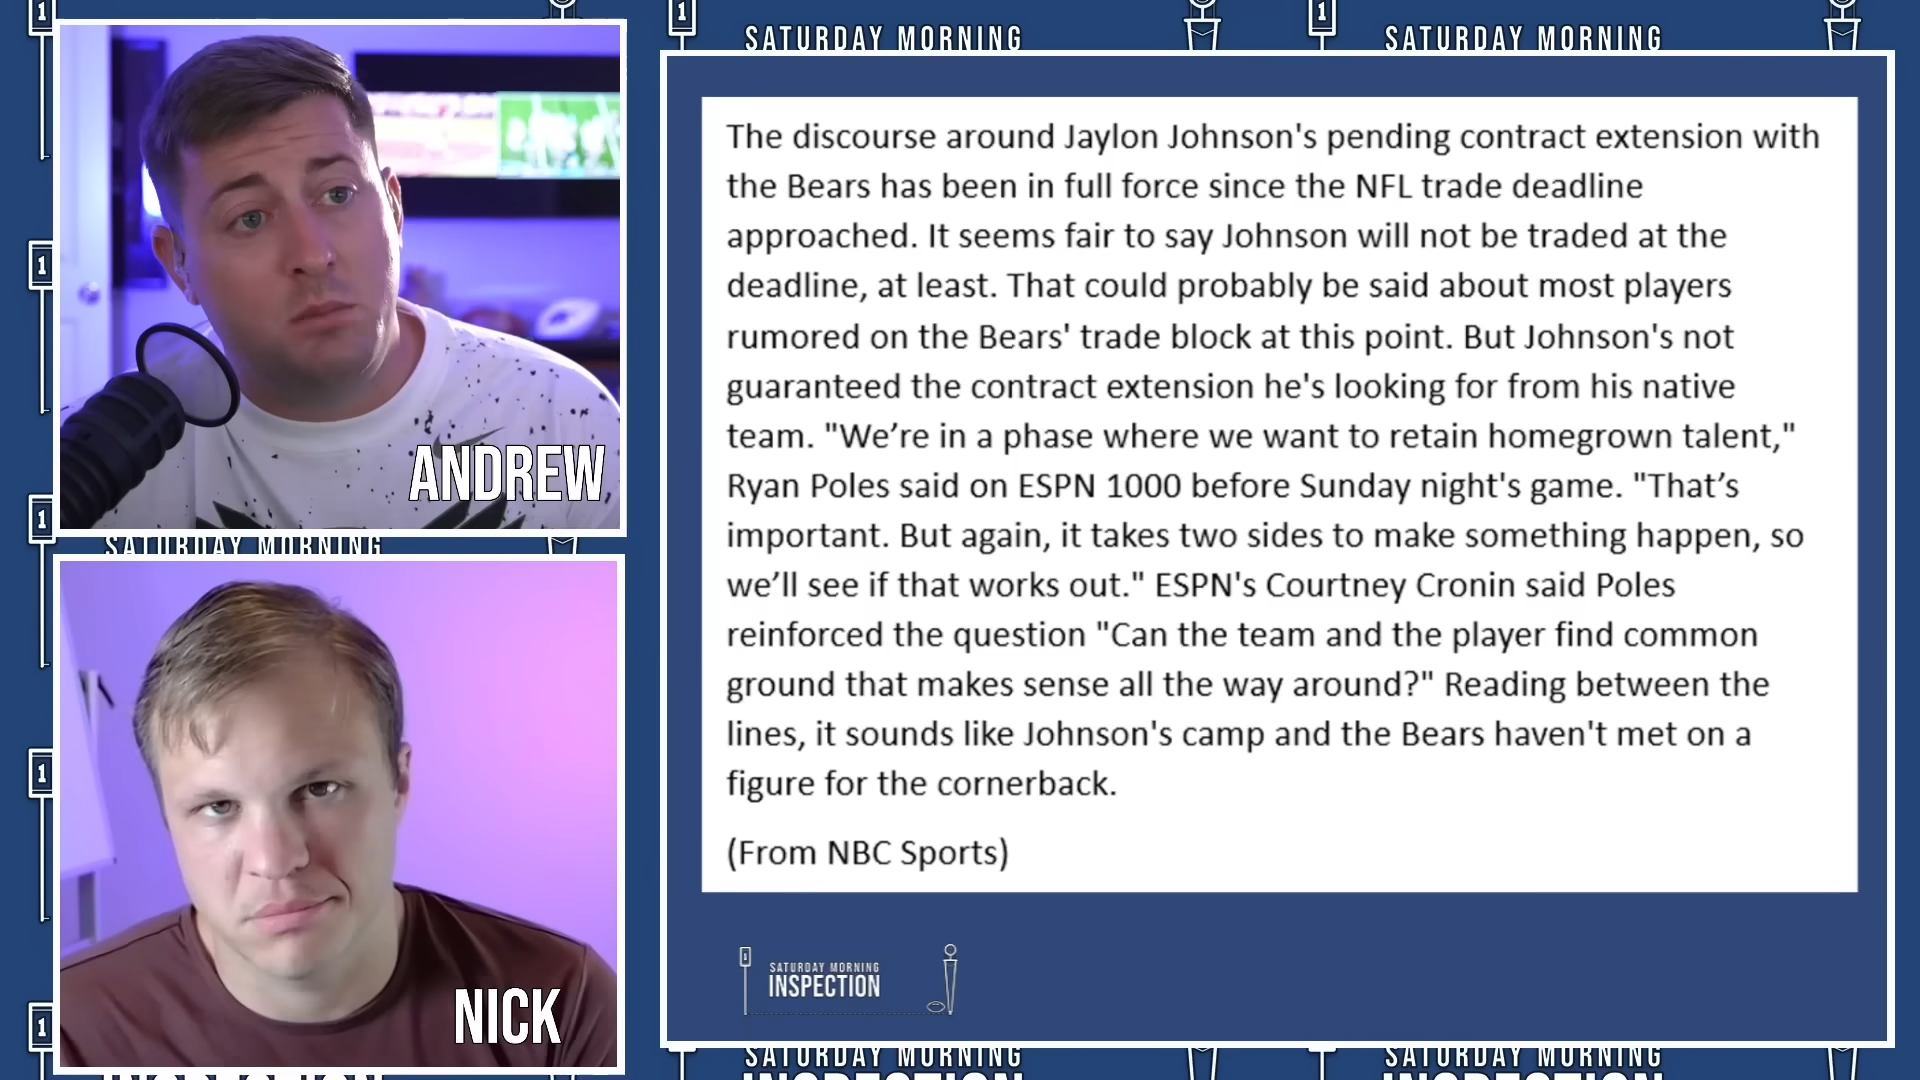 SATURDAY MORNING
SATURDAY MORNING
1
1
1
1
1
1
1
ANDREW
SATURDAY MORNING
NICK
The discourse around Jaylon Johnson's pending contract extension with
the Bears has been in full force since the NFL trade deadline
approached. It seems fair to say Johnson will not be traded at the
deadline, at least. That could probably be said about most players
rumored on the Bears' trade block at this point. But Johnson's not
guaranteed the contract extension he's looking for from his native
team. "We’re in a phase where we want to retain homegrown talent,"
Ryan Poles said on ESPN 1000 before Sunday night's game. "That’s
important. But again, it takes two sides to make something happen, so
we’ll see if that works out." ESPN's Courtney Cronin said Poles
reinforced the question "Can the team and the player find common
ground that makes sense all the way around?" Reading between the
lines, it sounds like Johnson's camp and the Bears haven't met on a
figure for the cornerback.
(From NBC Sports)
1
SATURDAY MORNING
INSPECTION
SATURDAY MORNING
SATURDAY MORNING